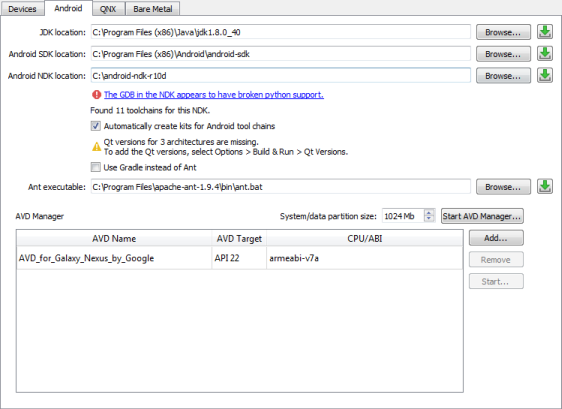 Devices Android QNX Bare Metal
JDK location: C:\Program Files (x86)\Java\jdk1.8.0_40 Browse...
Android SDK location: C:\Program Files (x86)\Android\android-sdk Browse...
Android NDK location: C:\android-ndk-r10d Browse...
The GDB in the NDK appears to have broken python support.
Found 11 toolchains for this NDK.
Automatically create kits for Android tool chains
Qt versions for 3 architectures are missing.
To add the Qt versions, select Options > Build & Run > Qt Versions.
Use Gradle instead of Ant
Ant executable: C:\Program Files\apache-ant-1.9.4\bin\ant.bat Browse...
AVD Manager System/data partition size: 1024 Mb Start AVD Manager...
AVD Name AVD Target CPU/ABI Add...
AVD_for_Galaxy_Nexus_by_Google API 22 armeabi-v7a Remove
Start...